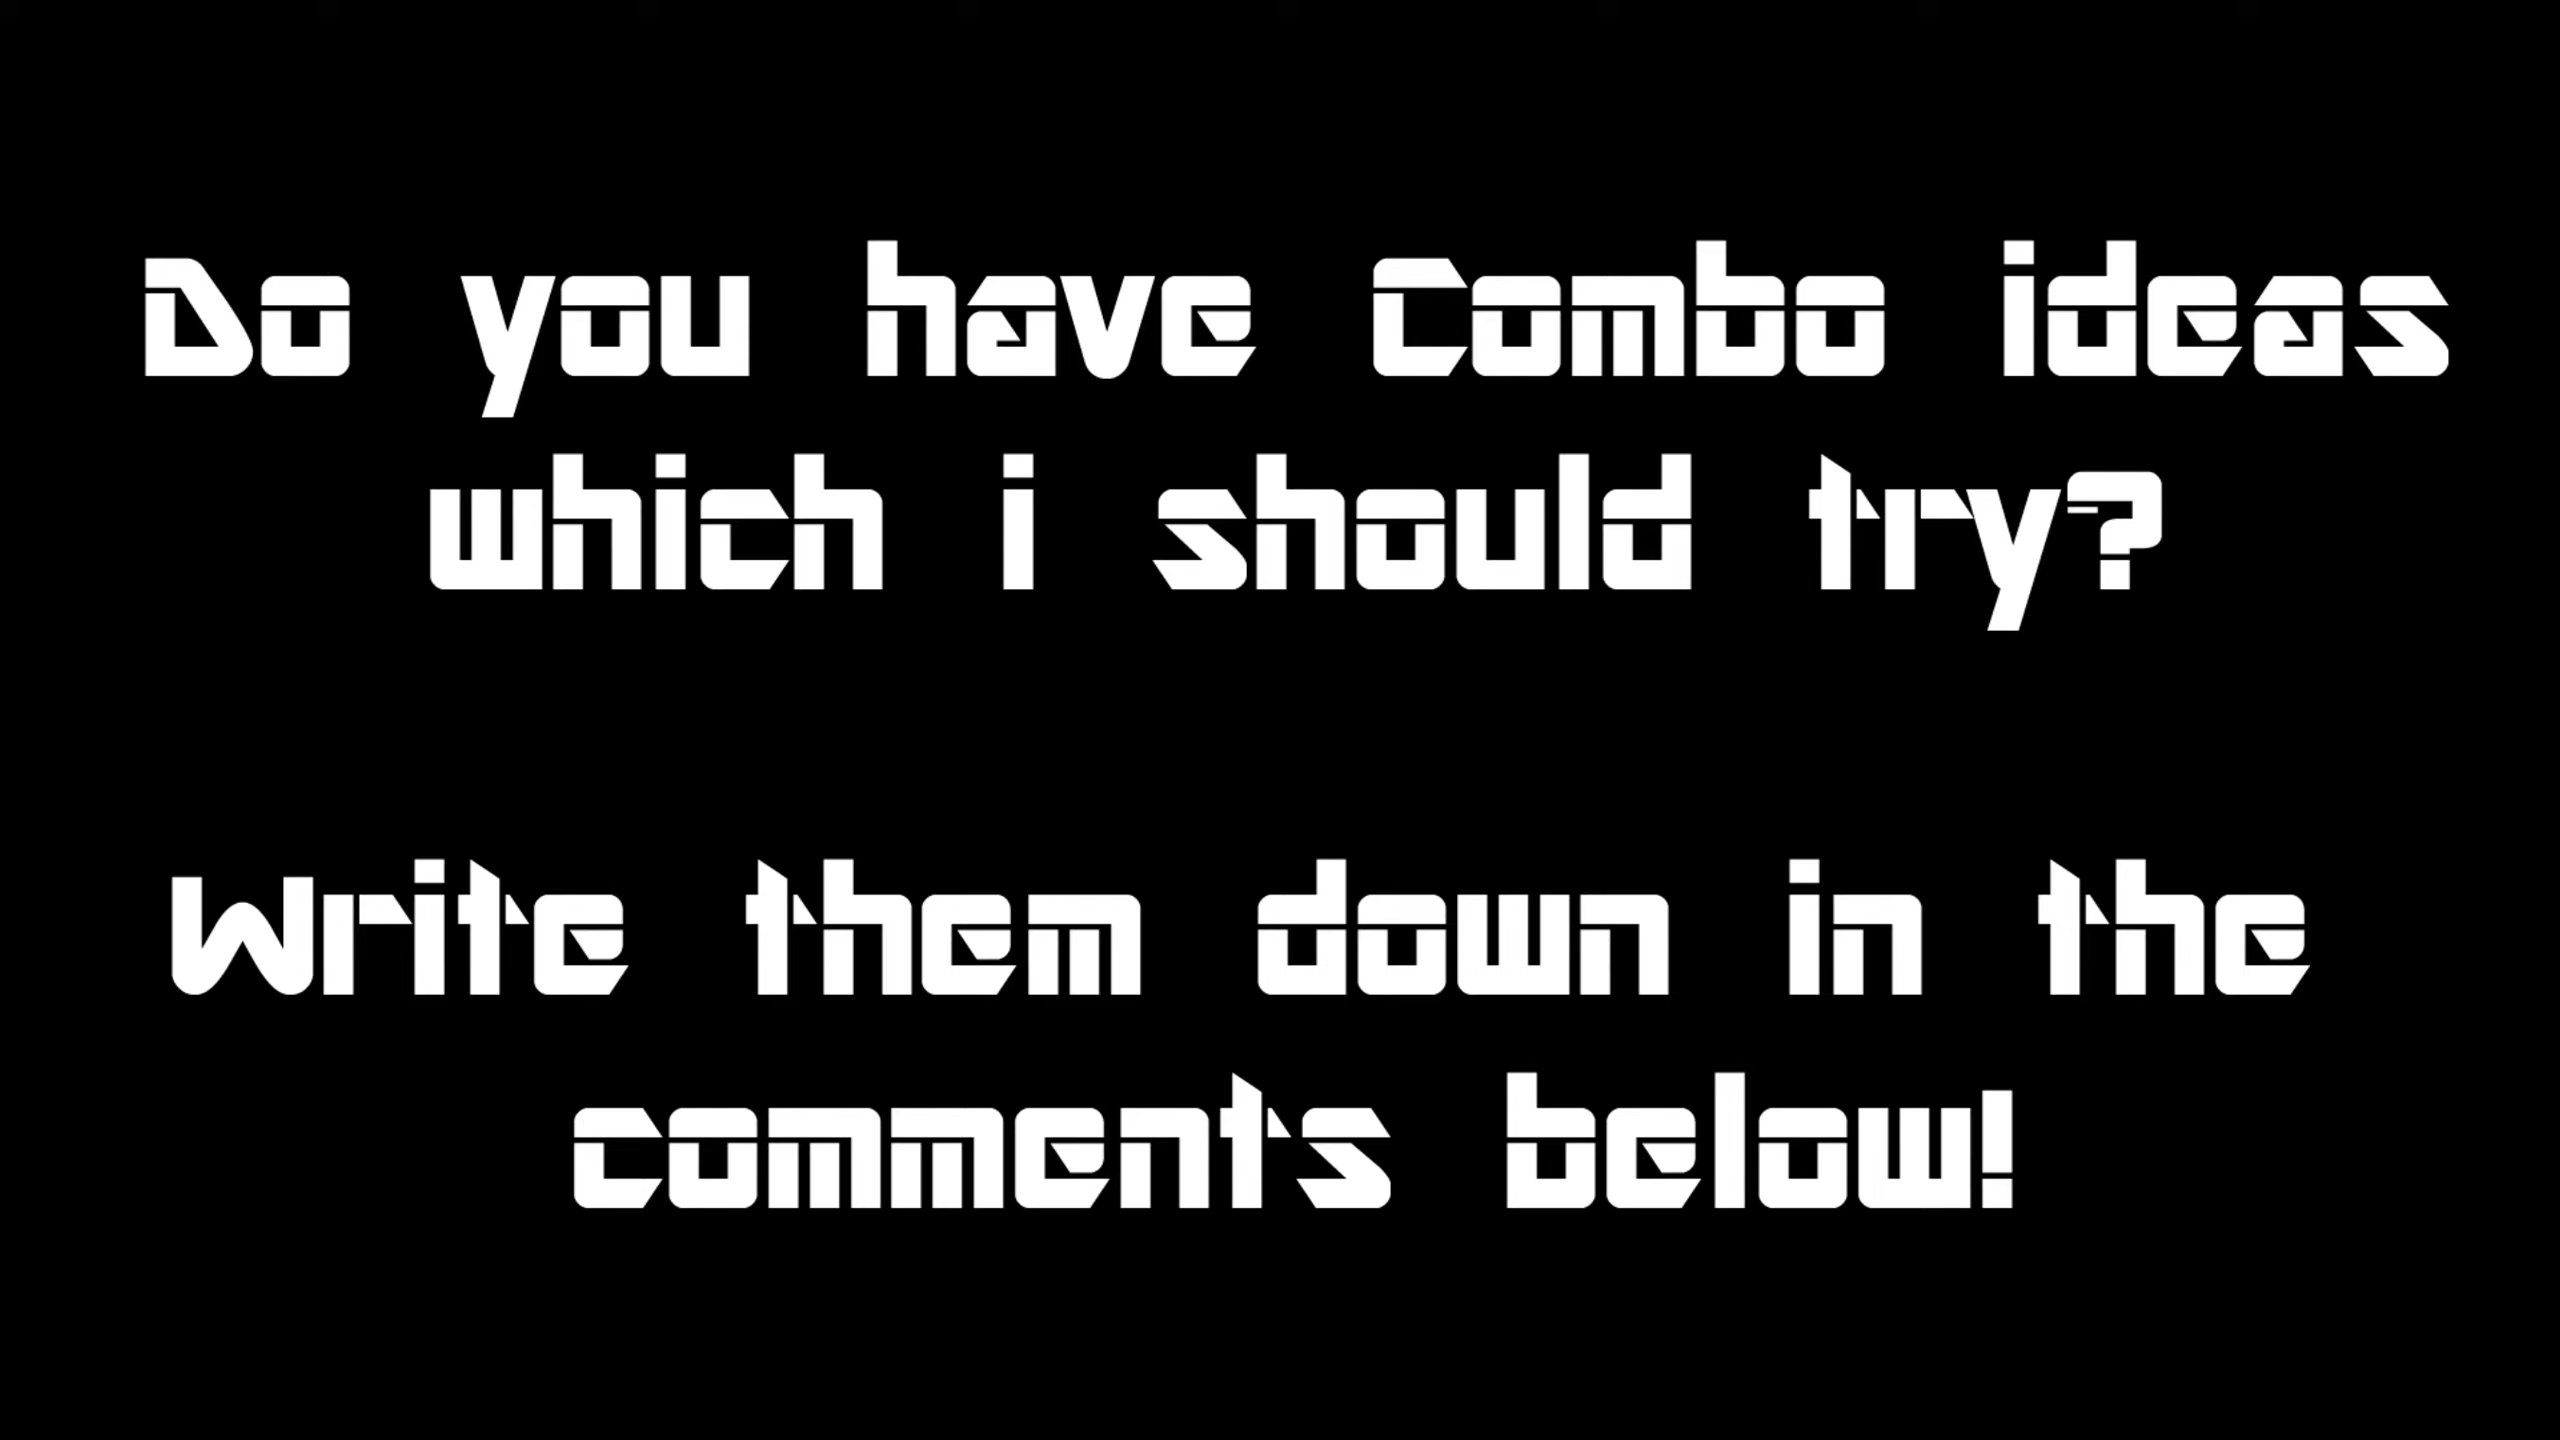 Do you have Combo ideas
which i should try?
Write them down in the
comments below!